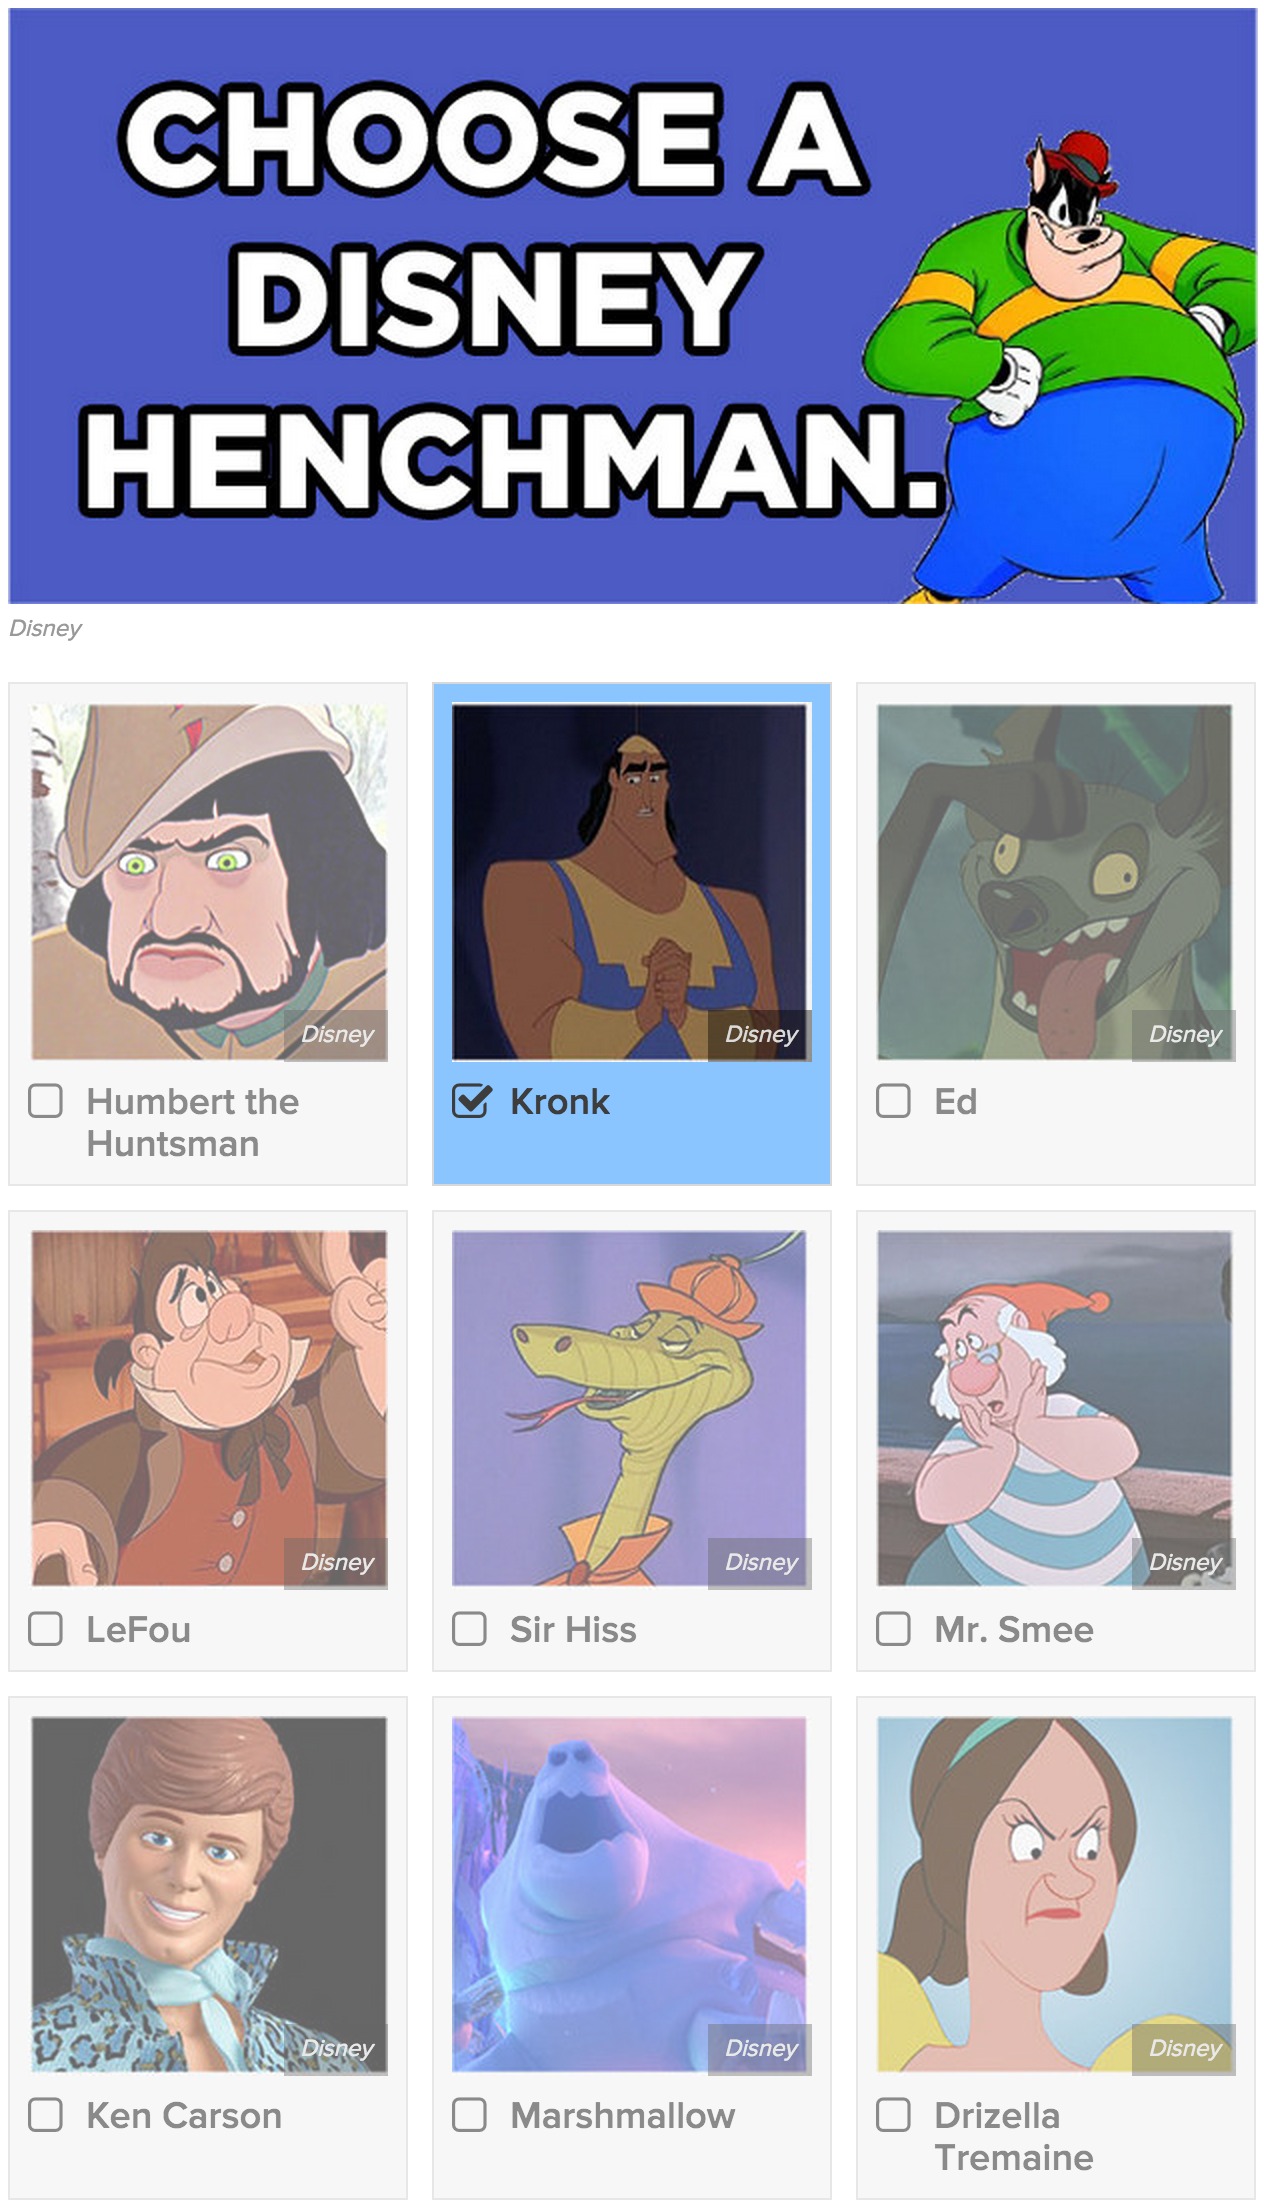 CHOOSE A
DISNEY
HENCHMAN.
Disney
Disney
Disney
Disney
Humbert the
Huntsman
Kronk
Ed
Disney
Disney
Disney
LeFou
Sir Hiss
Mr. Smee
Disney
Disney
Disney
Ken Carson
Marshmallow
Drizella
Tremaine